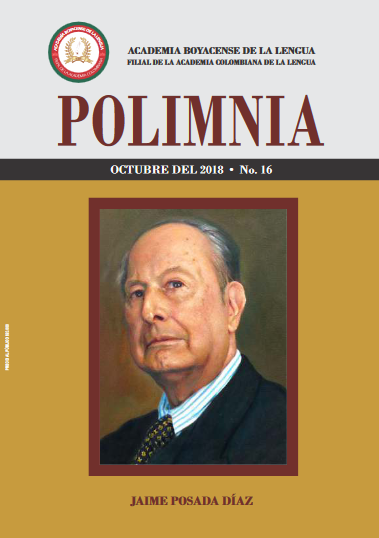 ACADEMIA BOYACENSE DE LA LENGUA
FILIAL DE LA ACADEMIA COLOMBIANA DE LA LENGUA
POLIMNIA
OCTUBRE DEL 2018 • No. 16
JAIME POSADA DÍAZ